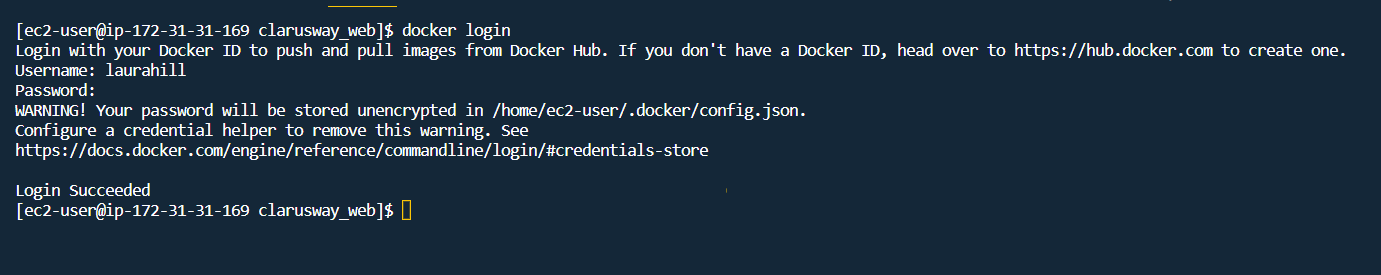 [ec2-user@ip-172-31-31-169 clarusway_web]$ docker login
Login with your Docker ID to push and pull images from Docker Hub. If you don't have a Docker ID, head over to https://hub.docker.com to create one.
Username: laurahill
Password:
WARNING! Your password will be stored unencrypted in /home/ec2-user/.docker/config.json.
Configure a credential helper to remove this warning. See
https://docs.docker.com/engine/reference/commandline/login/#credentials-store
Login Succeeded
[ec2-user@ip-172-31-31-169 clarusway_web]$